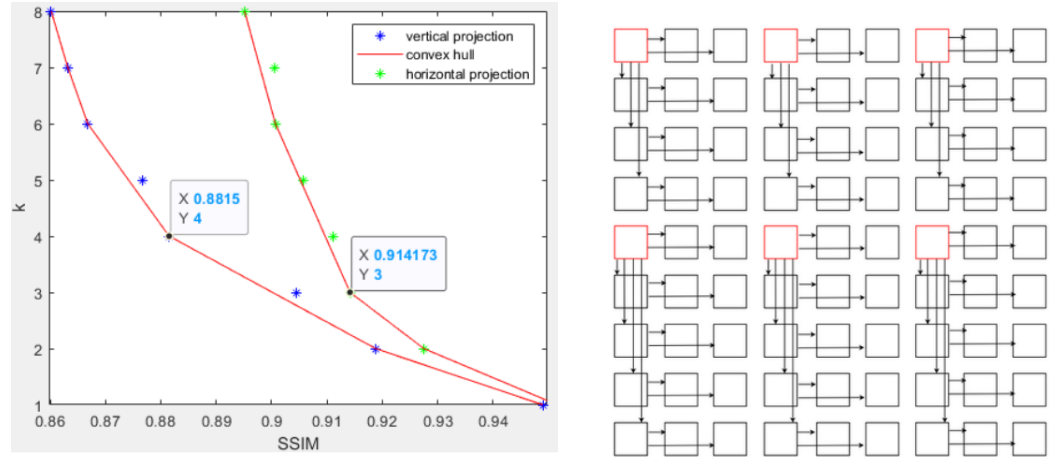 8
7
6
5
4
3
2
1
k
0.86
0.87
0.88
0.89
0.9
0.91
0.92
0.93
0.94
SSIM
vertical projection
convex hull
horizontal projection
X 0.8815
Y 4
X 0.914173
Y 3